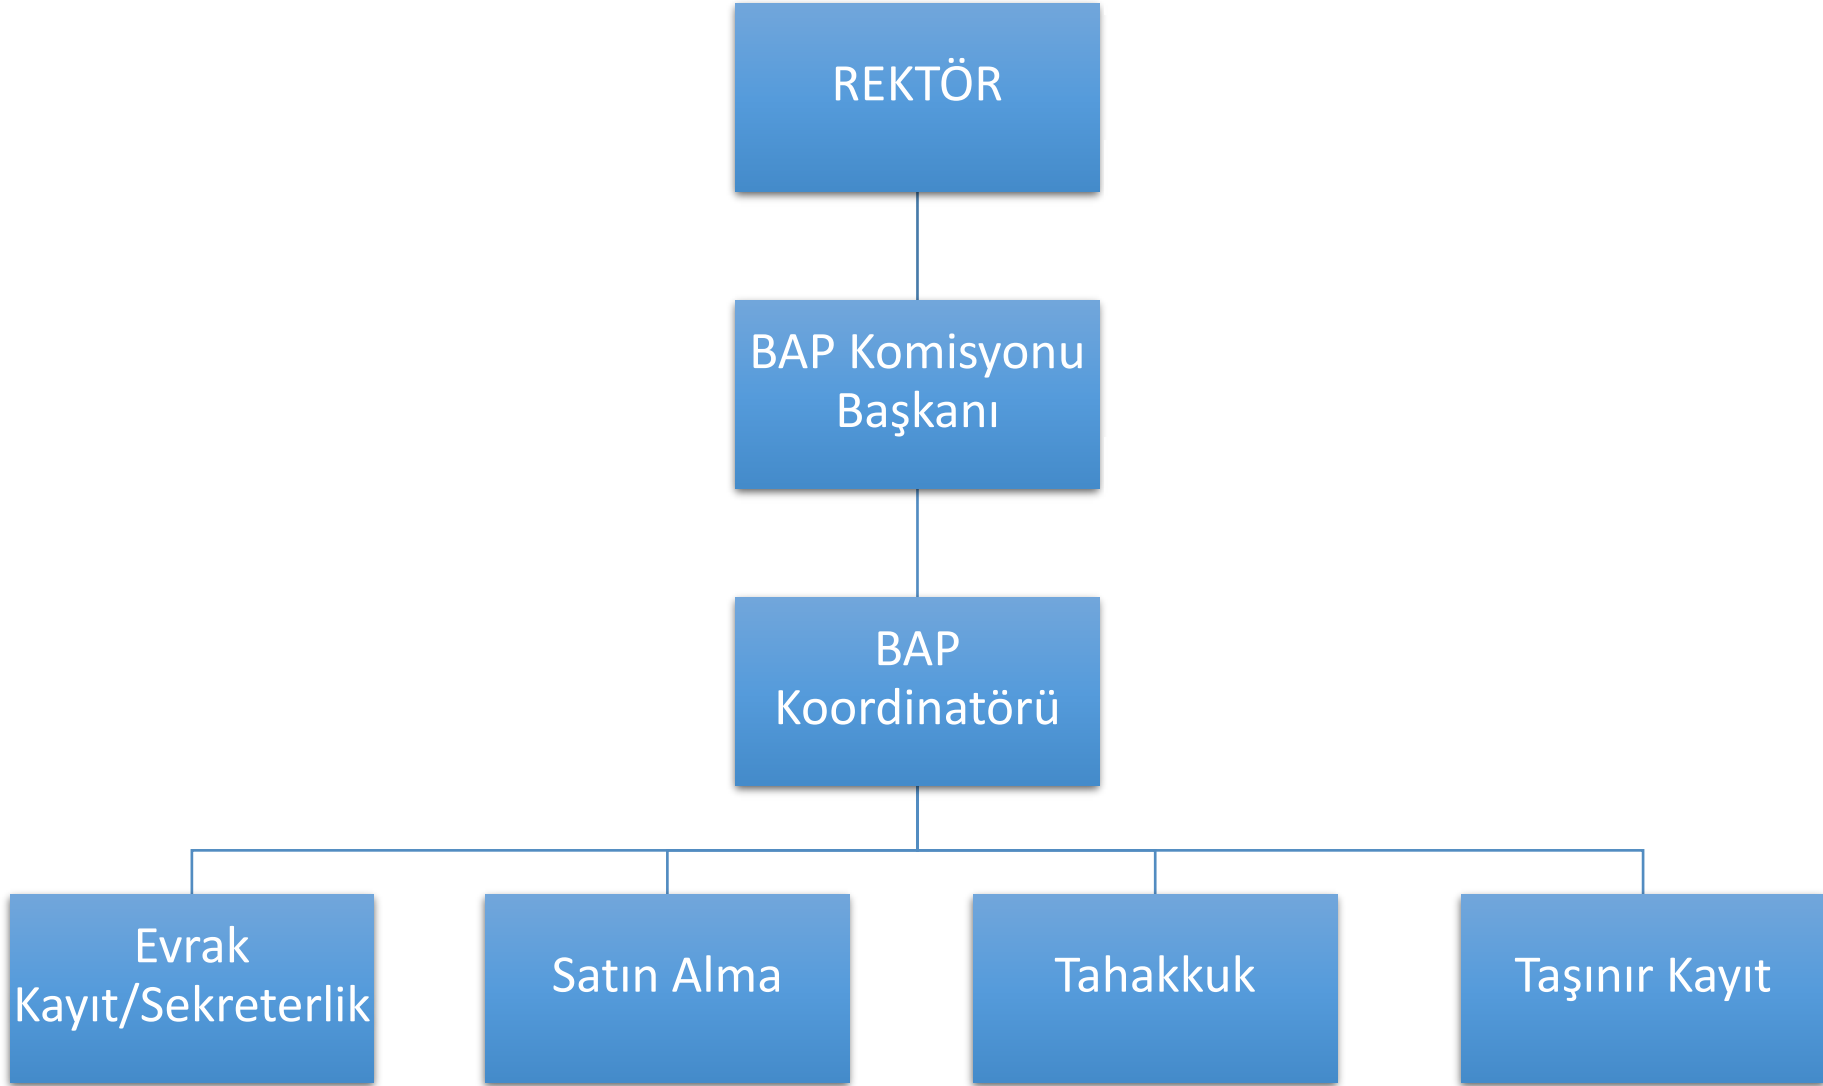 REKTÖR
BAP Komisyonu
Başkanı
BAP
Koordinatörü
Evrak
Kayıt/Sekreterlik
Satın Alma
Tahakkuk
Taşınır Kayıt